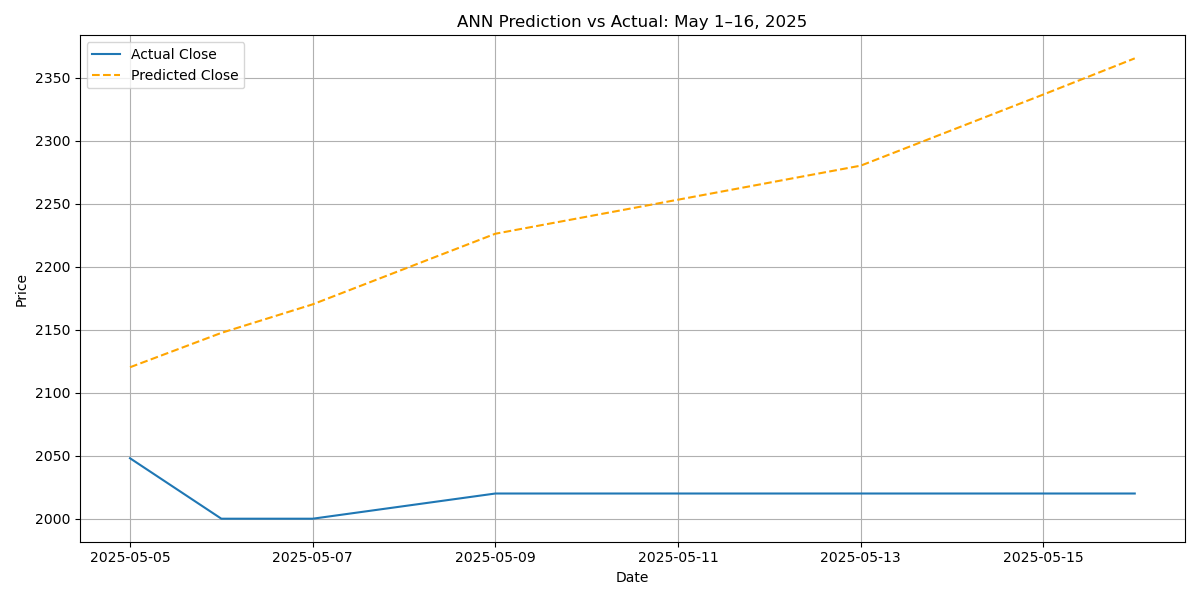 ANN Prediction vs Actual: May 1–16, 2025
Actual Close
Predicted Close
2350
2300
2250
2200
2150
2100
2050
2000
Price
2025-05-05
2025-05-07
2025-05-09
2025-05-11
2025-05-13
2025-05-15
Date